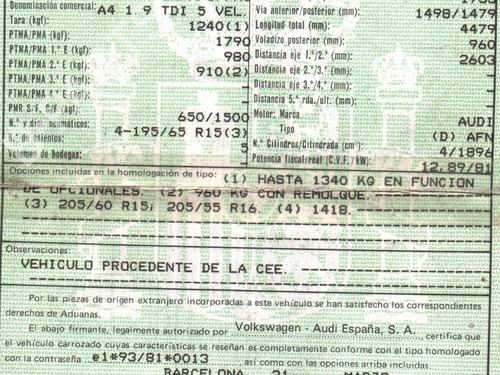 Denominación comercial: A4 1.9 TDI 5 VEL. Vía anterior/posterior (mm): 1498/1479
Tara (kgf): 1240(1) Longitud total (mm): 4479
PTMA/PMA (kgf): 1790 Voladizo posterior (mm): 960
PTMA/PMA 1.º E (kgf): 980 Distancia eje 1.º/2.º (mm): 2603
PTMA/PMA 2.º E (kgf): 910(2) Distancia eje 2.º/3.º (mm):
PTMA/PMA 3.º E (kgf): Distancia eje 3.º/4.º (mm):
PTMA/PMA 4.º E (kgf): Distancia 5.ª rda./ult. (mm):
PMR S/F, C/F (kgf): 650/1500 Motor: Marca AUDI
N.º y dim. neumáticos: 4-195/65 R15(3) Tipo (D) AFN
N.º de asientos: 5 N.º Cilindros/Cilindrada (cm³): 4/1896
Volumen de bodegas: Potencia fiscal/real (C.V.F./kW): 12,89/81
Opciones incluidas en la homologación de tipo: (1) HASTA 1340 KG EN FUNCION
DE OPCIONALES. (2) 960 KG CON REMOLQUE.
(3) 205/60 R15; 205/55 R16. (4) 1418.
Observaciones:
VEHICULO PROCEDENTE DE LA CEE.
Por las piezas de origen extranjero incorporadas a este vehículo se han satisfecho los correspondientes
derechos de Aduanas.
El abajo firmante, legalmente autorizado por Volkswagen - Audi España, S. A., certifica que
el vehículo carrozado cuyas características se reseñan es completamente conforme con el tipo homologado
con la contraseña e1*93/81*0013, así como con las opciones arriba incluidas.
BARCELONA 21 MARZO